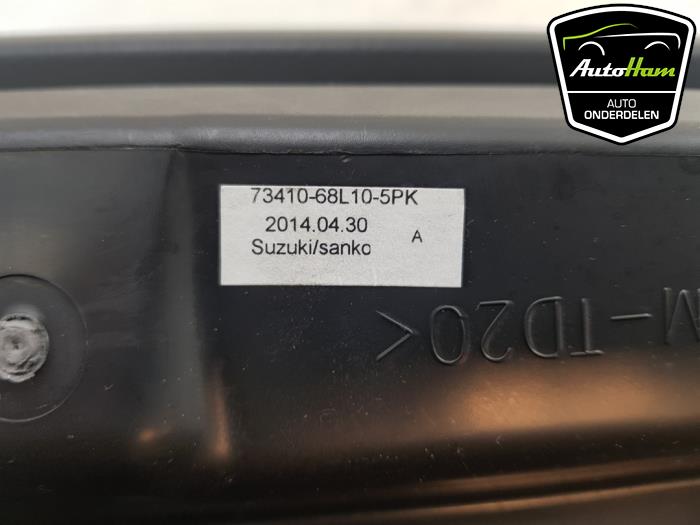 AutoHam
AUTO
ONDERDELEN
73410-68L10-5PK
2014.04.30
Suzuki/sanko
A
M-TD20<